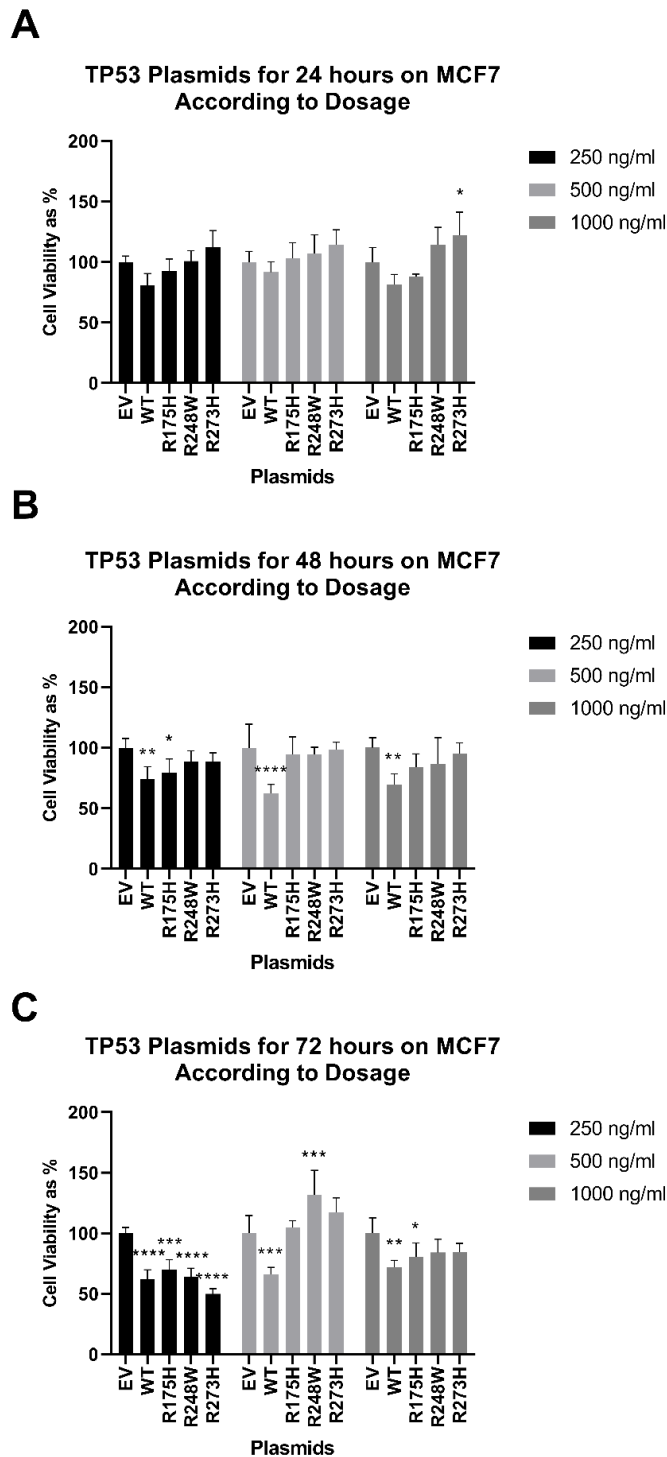 A
TP53 Plasmids for 24 hours on MCF7
According to Dosage
Cell Viability as %
200
150
100
50
0
*
EV
WT
R175H
R248W
R273H
EV
WT
R175H
R248W
R273H
EV
WT
R175H
R248W
R273H
Plasmids
250 ng/ml
500 ng/ml
1000 ng/ml
B
TP53 Plasmids for 48 hours on MCF7
According to Dosage
Cell Viability as %
200
150
100
50
0
**
*
****
**
EV
WT
R175H
R248W
R273H
EV
WT
R175H
R248W
R273H
EV
WT
R175H
R248W
R273H
Plasmids
250 ng/ml
500 ng/ml
1000 ng/ml
C
TP53 Plasmids for 72 hours on MCF7
According to Dosage
Cell Viability as %
200
150
100
50
0
****
***
****
****
***
***
**
*
EV
WT
R175H
R248W
R273H
EV
WT
R175H
R248W
R273H
EV
WT
R175H
R248W
R273H
Plasmids
250 ng/ml
500 ng/ml
1000 ng/ml